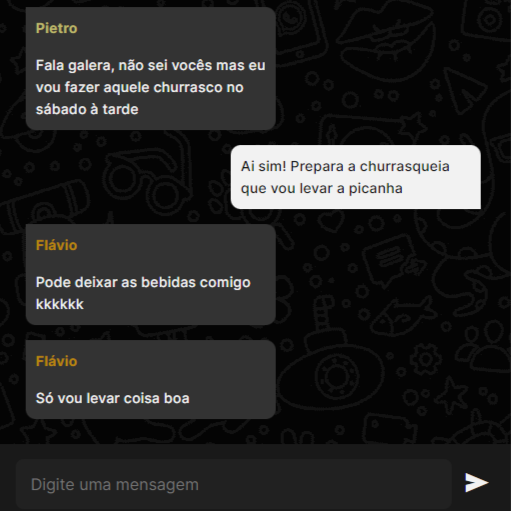 Pietro
Fala galera, não sei vocês mas eu
vou fazer aquele churrasco no
sábado à tarde
Ai sim! Prepara a churrasqueia
que vou levar a picanha
Flávio
Pode deixar as bebidas comigo
kkkkkk
Flávio
Só vou levar coisa boa
Digite uma mensagem